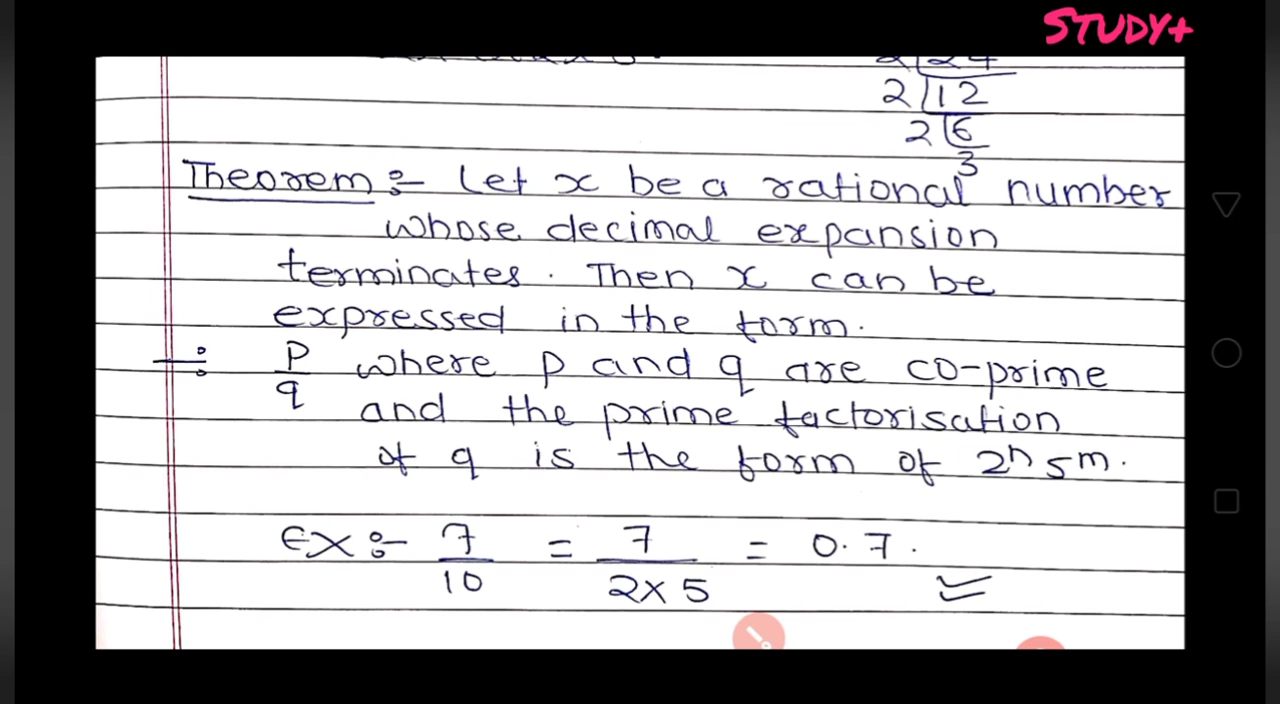 STUDY+
2 12
2 6
3
Theorem :- Let x be a rational number
whose decimal expansion
terminates. Then x can be
expressed in the form.
p/q where p and q are co-prime
and the prime factorisation
of q is the form of 2ⁿ 5ᵐ.
Ex :- 7/10 = 7/2×5 = 0.7.